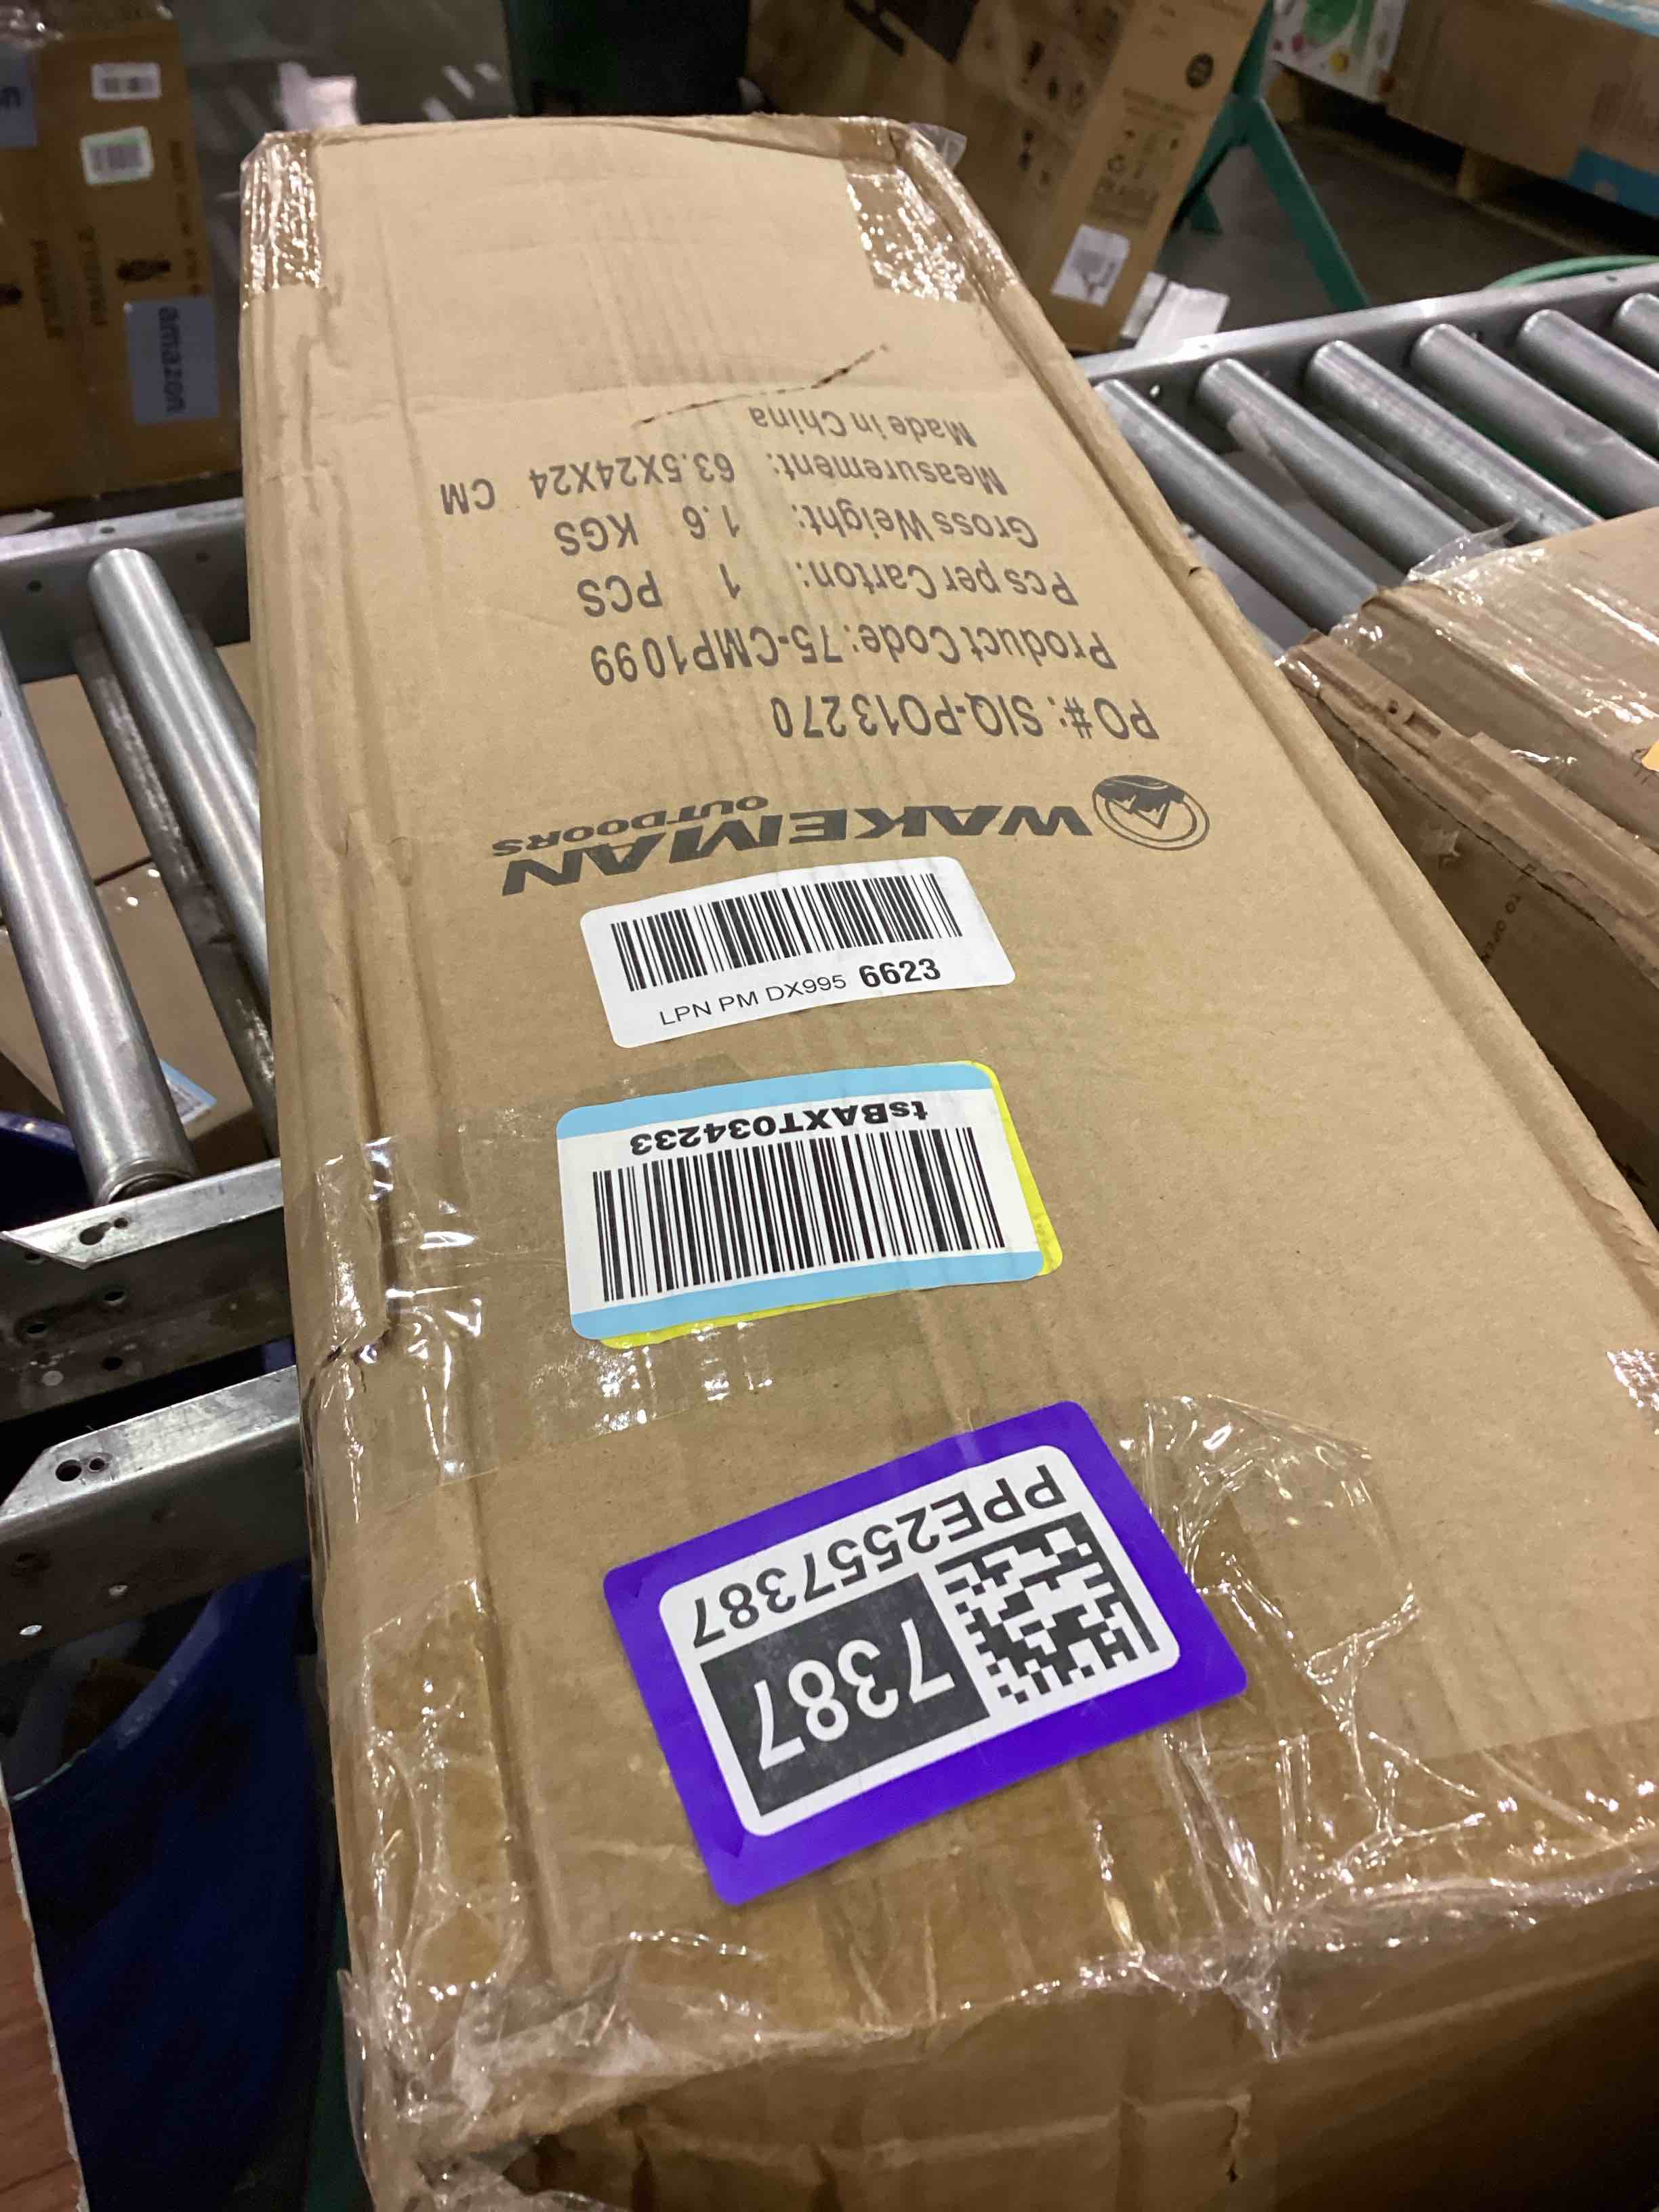 WAKEMAN
OUTDOORS
PO#: SIQ-PO13270
Product Code: 75-CMP1099
Pcs per Carton: 1 PCS
Gross Weight: 1.6 KGS
Measurement: 63.5X24X24 CM
Made in China
LPN PM DX995 6623
tsBAXT034233
PPE2557387
7387
amazon